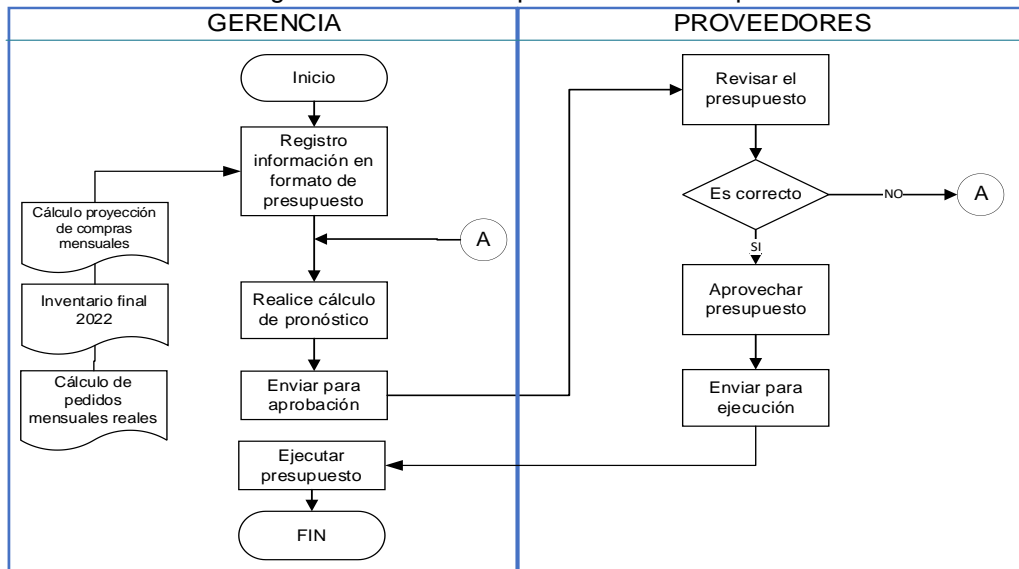 GERENCIA
PROVEEDORES
Inicio
Registro
información en
formato de
presupuesto
Cálculo proyección
de compras
mensuales
A
Inventario final
2022
Realice cálculo
de pronóstico
Cálculo de
pedidos
mensuales reales
Enviar para
aprobación
Ejecutar
presupuesto
FIN
Revisar el
presupuesto
Es correcto
NO
A
SI
Aprovechar
presupuesto
Enviar para
ejecución